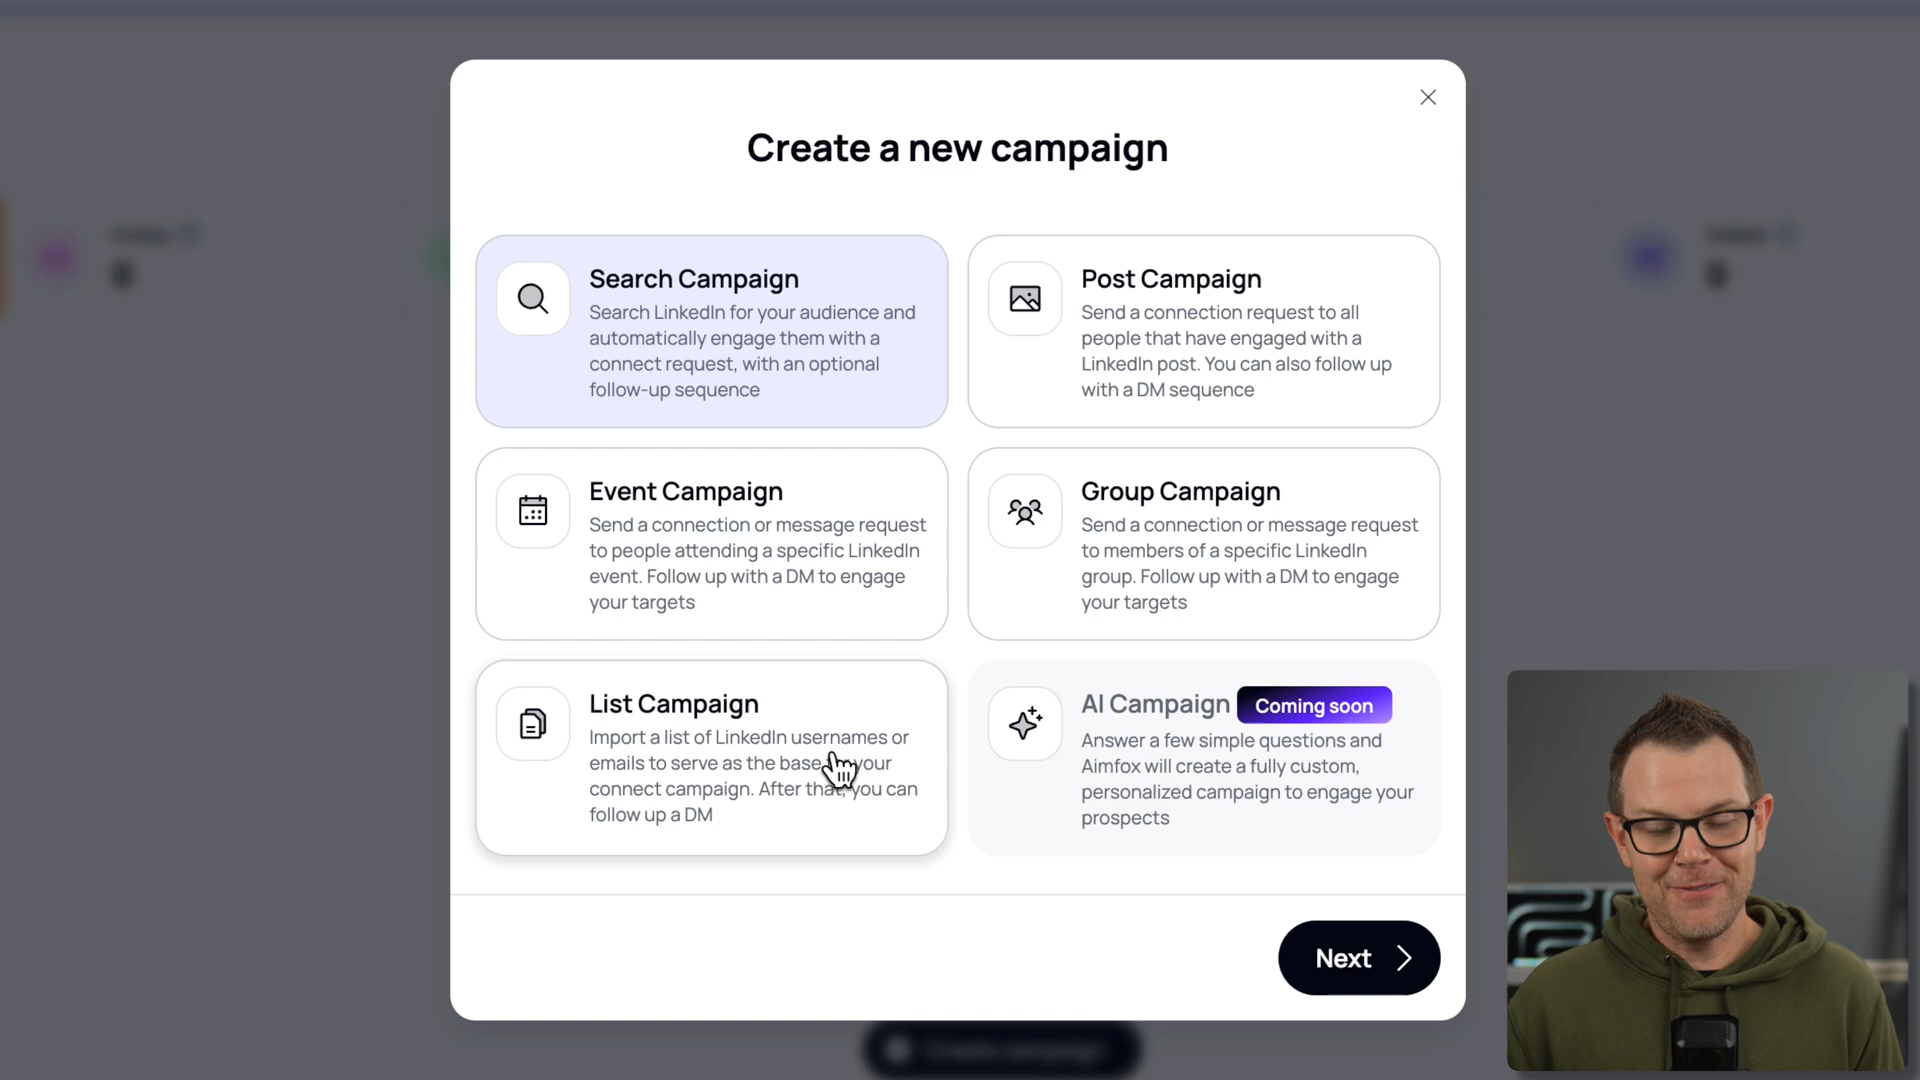 Create a new campaign
Search Campaign
Search LinkedIn for your audience and
automatically engage them with a
connect request, with an optional
follow-up sequence
Post Campaign
Send a connection request to all
people that have engaged with a
LinkedIn post. You can also follow up
with a DM sequence
Event Campaign
Send a connection or message request
to people attending a specific LinkedIn
event. Follow up with a DM to engage
your targets
Group Campaign
Send a connection or message request
to members of a specific LinkedIn
group. Follow up with a DM to engage
your targets
List Campaign
Import a list of LinkedIn usernames or
emails to serve as the base your
connect campaign. After that, you can
follow up a DM
AI Campaign Coming soon
Answer a few simple questions and
Aimfox will create a fully custom,
personalized campaign to engage your
prospects
Next